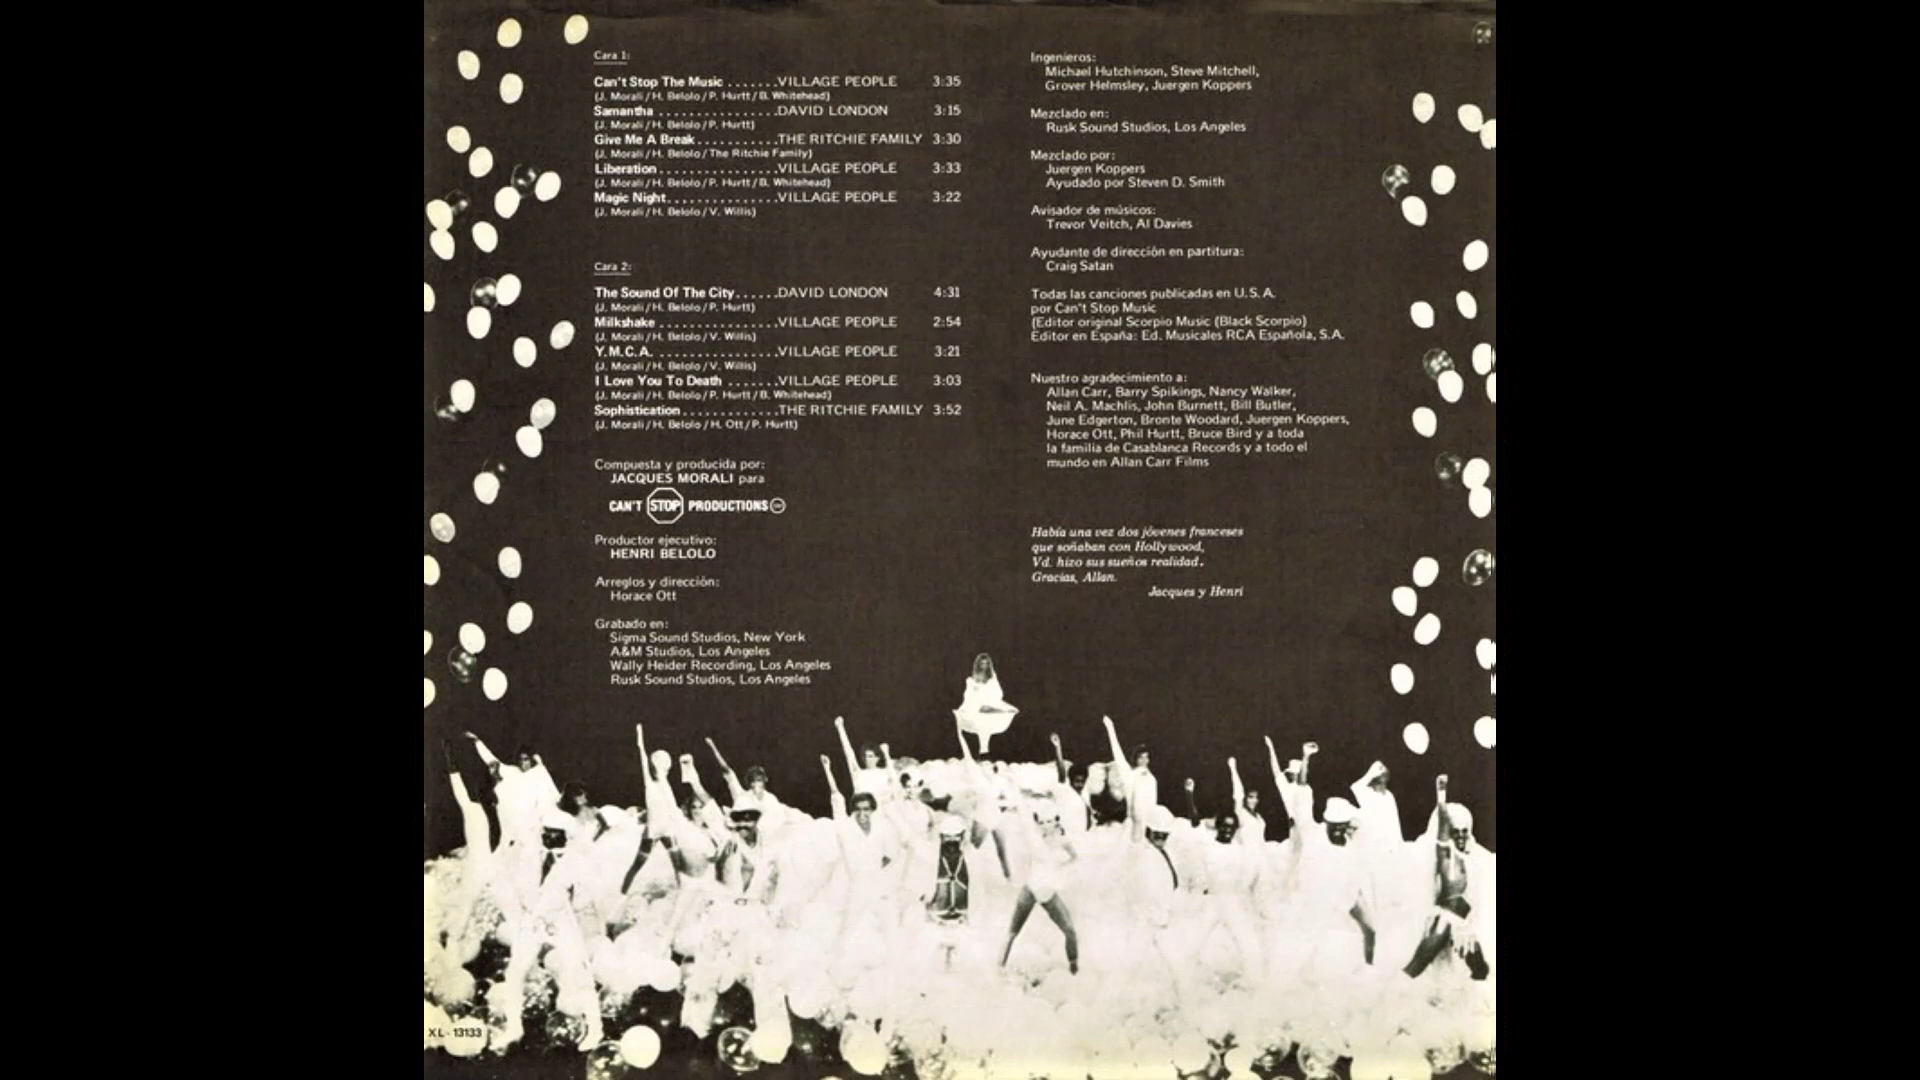 Cara 1:
Can't Stop The Music.......VILLAGE PEOPLE 3:35
(J. Morali/H. Belolo/P. Hurtt/B. Whitehead)
Samantha................DAVID LONDON 3:15
(J. Morali/H. Belolo/P. Hurtt)
Give Me A Break...........THE RITCHIE FAMILY 3:30
(J. Morali/H. Belolo/The Ritchie Family)
Liberation................VILLAGE PEOPLE 3:33
(J. Morali/H. Belolo/P. Hurtt/B. Whitehead)
Magic Night...............VILLAGE PEOPLE 3:22
(J. Morali/H. Belolo/V. Willis)
Cara 2:
The Sound Of The City......DAVID LONDON 4:31
(J. Morali/H. Belolo/P. Hurtt)
Milkshake................VILLAGE PEOPLE 2:54
(J. Morali/H. Belolo/V. Willis)
Y.M.C.A.................VILLAGE PEOPLE 3:21
(J. Morali/H. Belolo/V. Willis)
I Love You To Death.......VILLAGE PEOPLE 3:03
(J. Morali/H. Belolo/P. Hurtt/B. Whitehead)
Sophistication.............THE RITCHIE FAMILY 3:52
(J. Morali/H. Belolo/H. Ott/P. Hurtt)
Compuesta y producida por:
JACQUES MORALI para
CAN'T STOP PRODUCTIONS
Productor ejecutivo:
HENRI BELOLO
Arreglos y dirección:
Horace Ott
Grabado en:
Sigma Sound Studios, New York
A&M Studios, Los Angeles
Wally Heider Recording, Los Angeles
Rusk Sound Studios, Los Angeles
Ingenieros:
Michael Hutchinson, Steve Mitchell,
Grover Helmsley, Juergen Koppers
Mezclado en:
Rusk Sound Studios, Los Angeles
Mezclado por:
Juergen Koppers
Ayudado por Steven D. Smith
Avisador de músicos:
Trevor Veitch, Al Davies
Ayudante de dirección en partitura:
Craig Satan
Todas las canciones publicadas en U.S.A.
por Can't Stop Music
(Editor original Scorpio Music (Black Scorpio)
Editor en España: Ed. Musicales RCA Española, S.A.
Nuestro agradecimiento a:
Allan Carr, Barry Spikings, Nancy Walker,
Neil A. Machlis, John Burnett, Bill Butler,
June Edgerton, Bronte Woodard, Juergen Koppers,
Horace Ott, Phil Hurtt, Bruce Bird y a toda
la familia de Casablanca Records y a todo el
mundo en Allan Carr Films
Había una vez dos jóvenes franceses
que soñaban con Hollywood,
Vd. hizo sus sueños realidad.
Gracias, Allan.
Jacques y Henri
XL - 13133